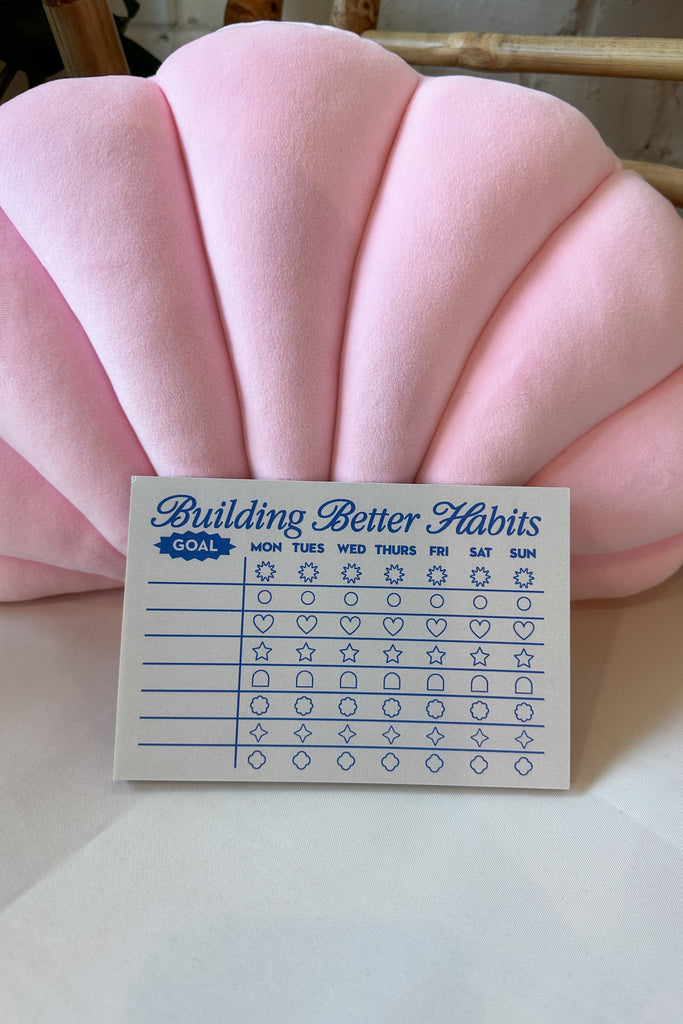 Building Better Habits
GOAL MON TUES WED THURS FRI SAT SUN